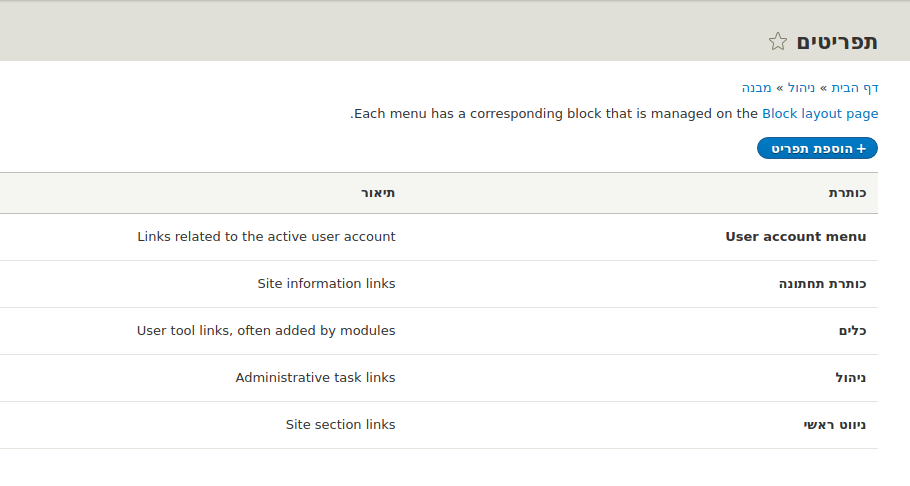 תפריטים
דף הבית » ניהול » מבנה
Each menu has a corresponding block that is managed on the Block layout page.
+ הוספת תפריט
כותרת תיאור
User account menu Links related to the active user account
כותרת תחתונה Site information links
כלים User tool links, often added by modules
ניהול Administrative task links
ניווט ראשי Site section links